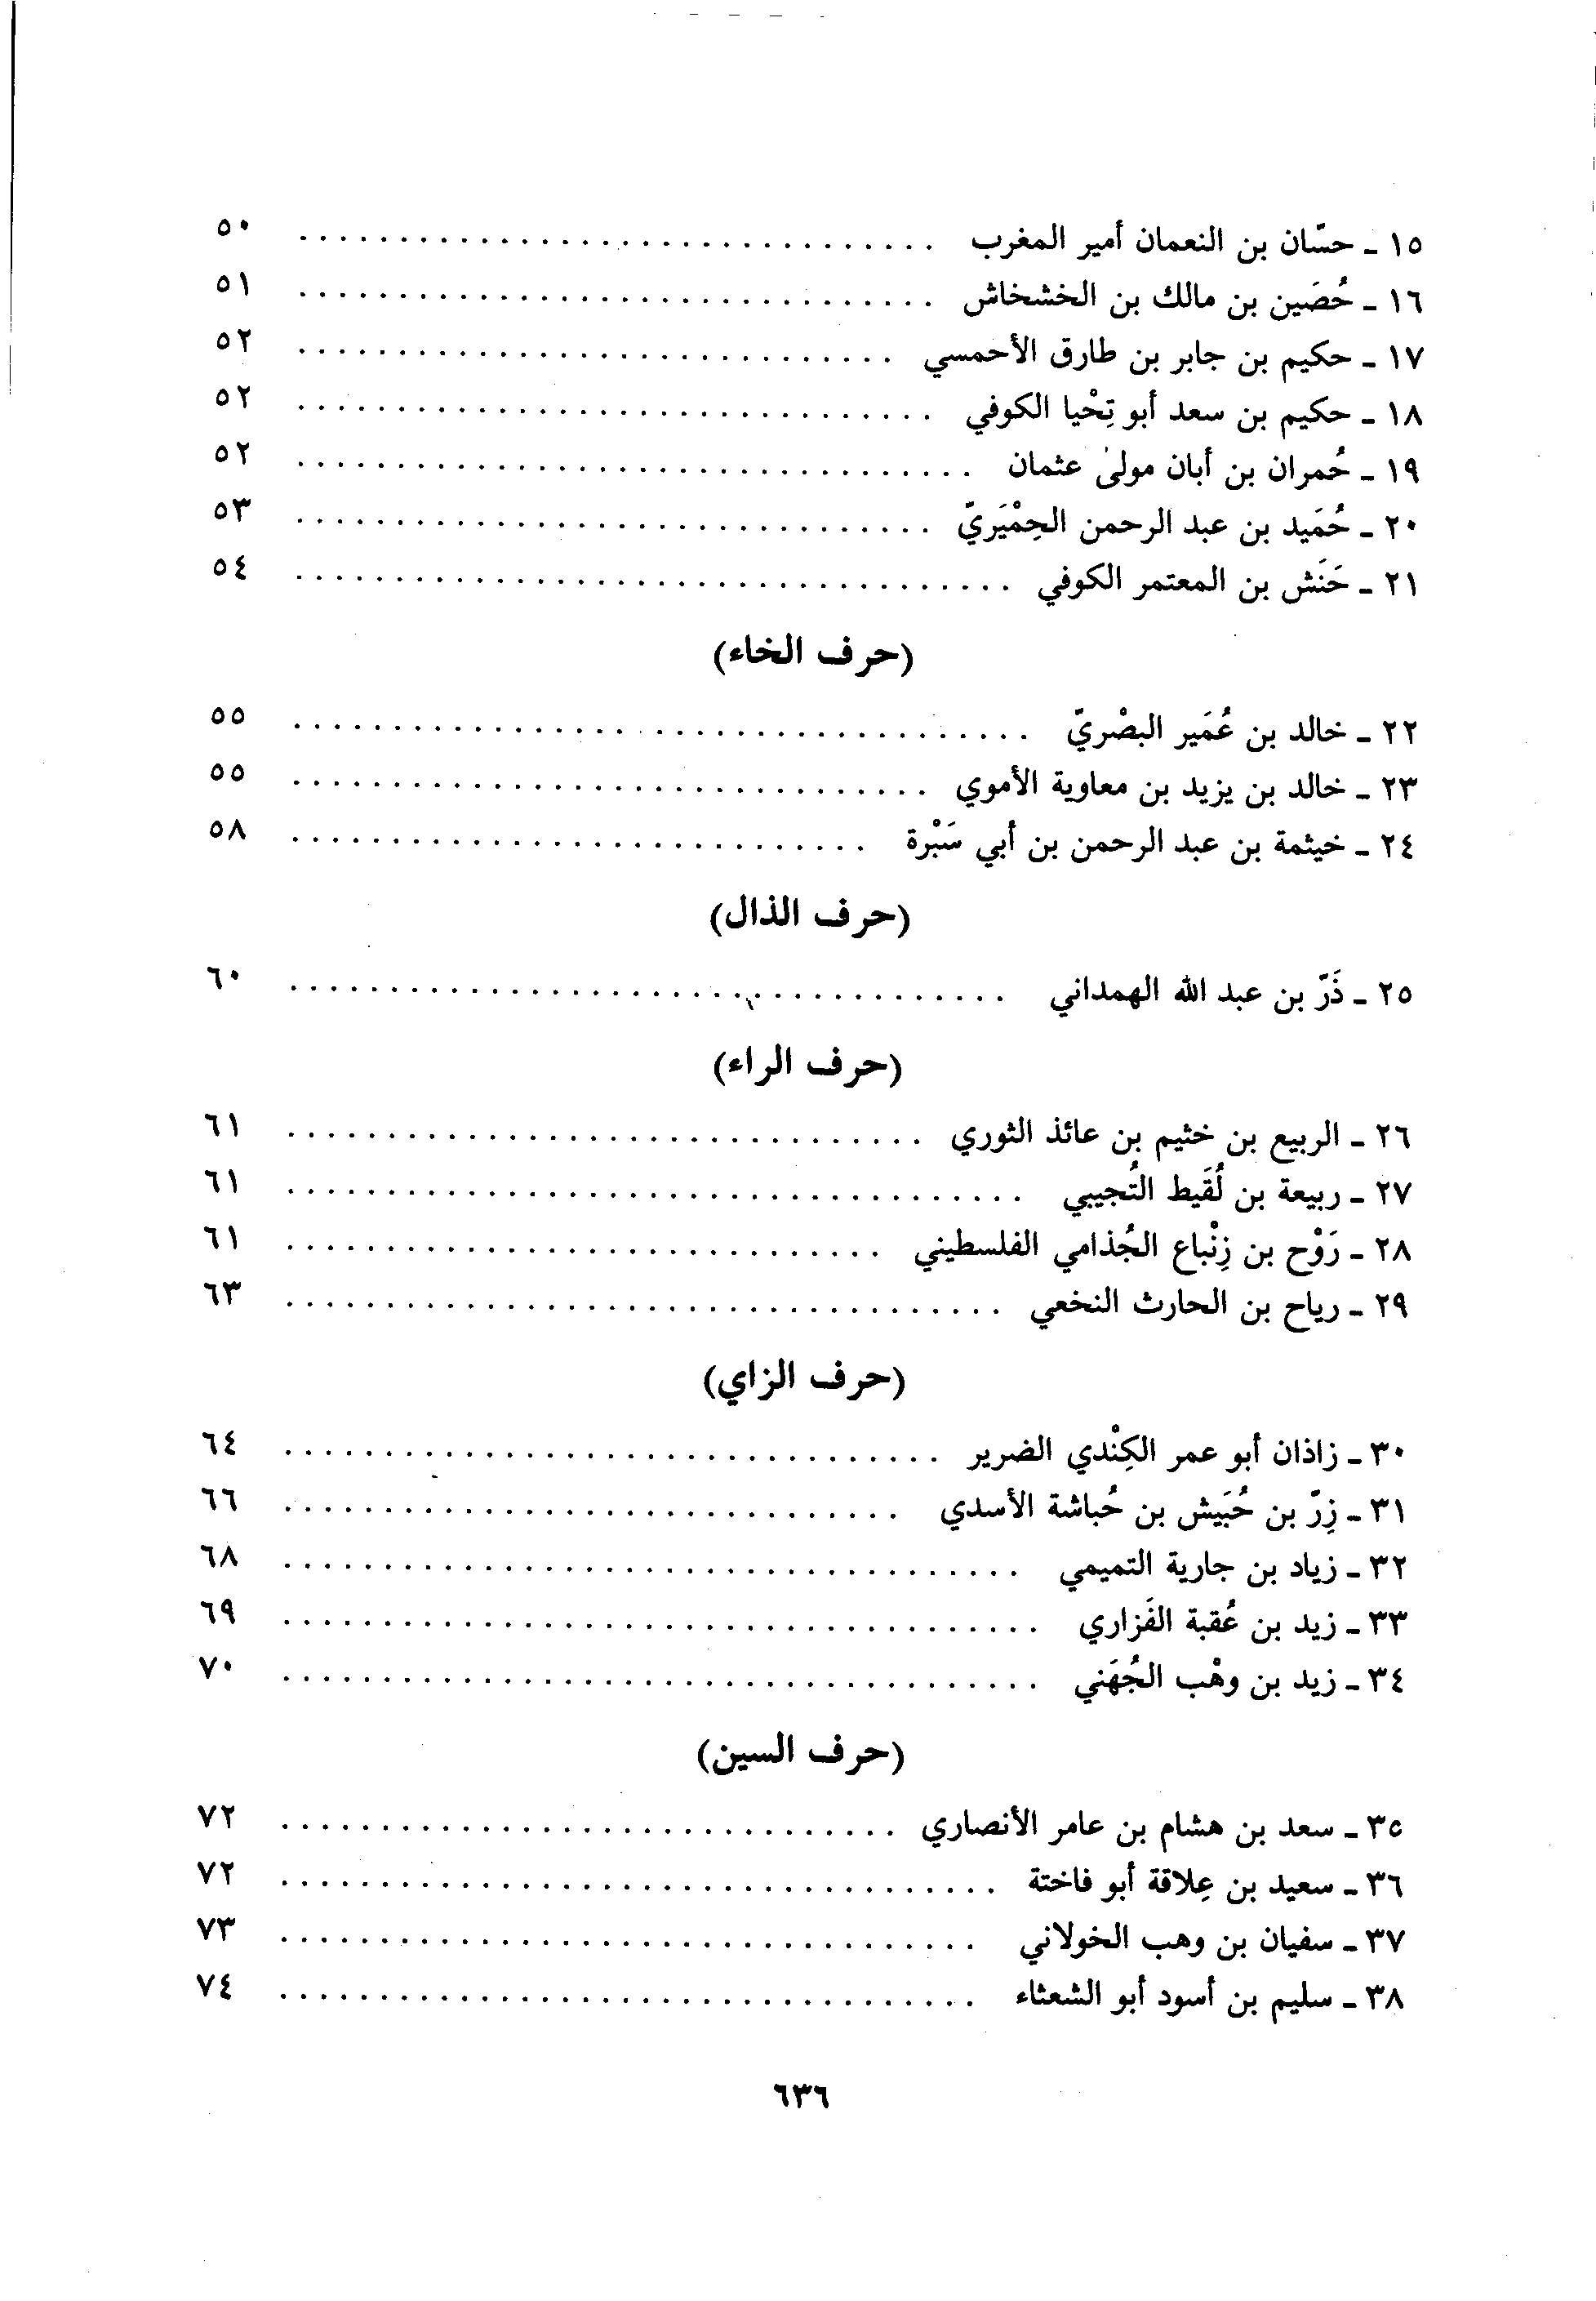 ١٥ ـ حسّان بن النعمان أمير المغرب ................................ ٥٠
١٦ ـ حُصَين بن مالك بن الخشخاش ................................ ٥١
١٧ ـ حكيم بن جابر بن طارق الأحمسي .............................. ٥٢
١٨ ـ حكيم بن سعد أبو تِحْيا الكوفي ................................ ٥٢
١٩ ـ حُمران بن أبان مولىٰ عثمان .................................. ٥٢
٢٠ ـ حُمَيد بن عبد الرحمن الحِمْيَريّ ................................ ٥٣
٢١ ـ حَنَش بن المعتمر الكوفي .................................... ٥٤
(حرف الخاء)
٢٢ ـ خالد بن عُمَير البصْريّ ..................................... ٥٥
٢٣ ـ خالد بن يزيد بن معاوية الأموي ................................ ٥٥
٢٤ ـ خيثمة بن عبد الرحمن بن أبي سَبْرة ............................. ٥٨
(حرف الذال)
٢٥ ـ ذَرّ بن عبد الله الهمداني .................................... ٦٠
(حرف الراء)
٢٦ ـ الربيع بن خثيم بن عائذ الثوري ................................ ٦١
٢٧ ـ ربيعة بن لُقَيط التُجيبي ..................................... ٦١
٢٨ ـ رَوْح بن زِنْباع الجُذامي الفلسطيني .............................. ٦١
٢٩ ـ رياح بن الحارث النخعي .................................... ٦٣
(حرف الزاي)
٣٠ ـ زاذان أبو عمر الكِنْدي الضرير ................................. ٦٤
٣١ ـ زِرّ بن حُبَيش بن حُباشة الأسدي ............................... ٦٦
٣٢ ـ زياد بن جارية التميمي ..................................... ٦٨
٣٣ ـ زيد بن عُقبة الفَزاري ...................................... ٦٩
٣٤ ـ زيد بن وهْب الجُهَني ...................................... ٧٠
(حرف السين)
٣٥ ـ سعد بن هشام بن عامر الأنصاري ............................... ٧٢
٣٦ ـ سعيد بن عِلاقة أبو فاختة .................................... ٧٢
٣٧ ـ سفيان بن وهب الخولاني ................................... ٧٣
٣٨ ـ سليم بن أسود أبو الشعثاء ................................... ٧٤
٦٣٦